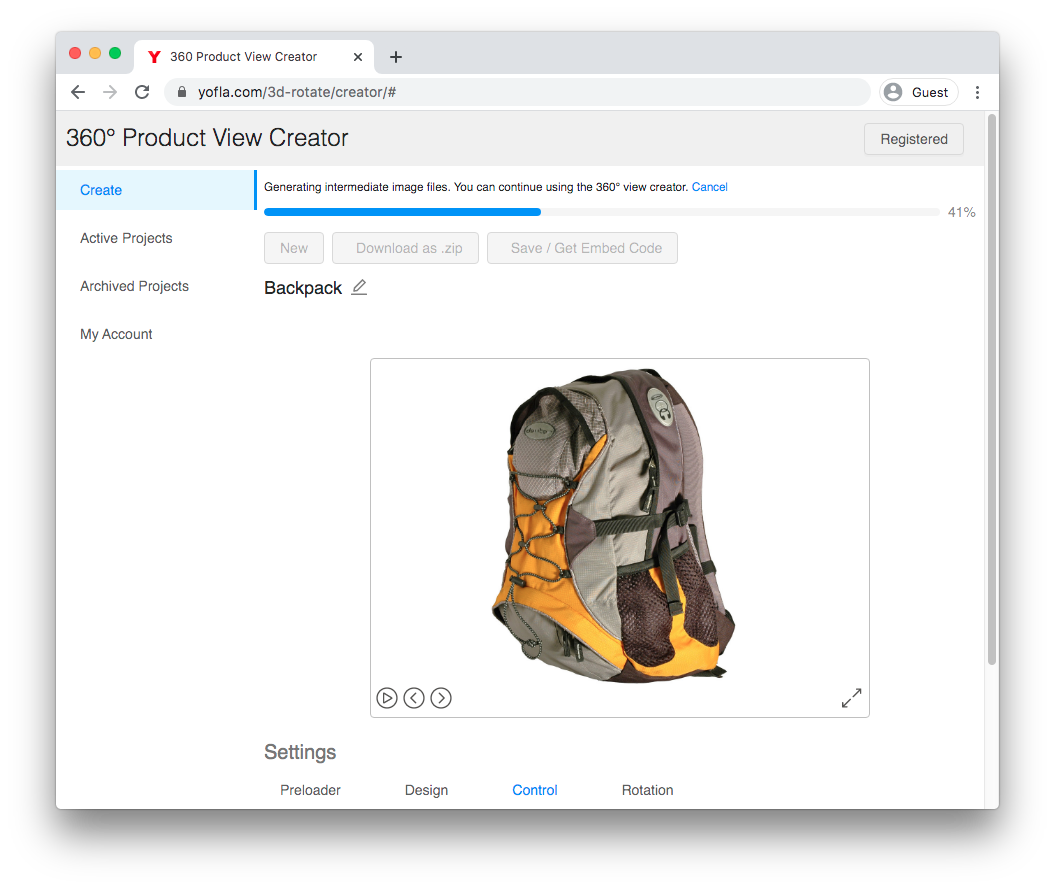 360 Product View Creator
yofla.com/3d-rotate/creator/#
Guest
360° Product View Creator
Registered
Create
Active Projects
Archived Projects
My Account
Generating intermediate image files. You can continue using the 360° view creator. Cancel
41%
New
Download as .zip
Save / Get Embed Code
Backpack
Settings
Preloader
Design
Control
Rotation